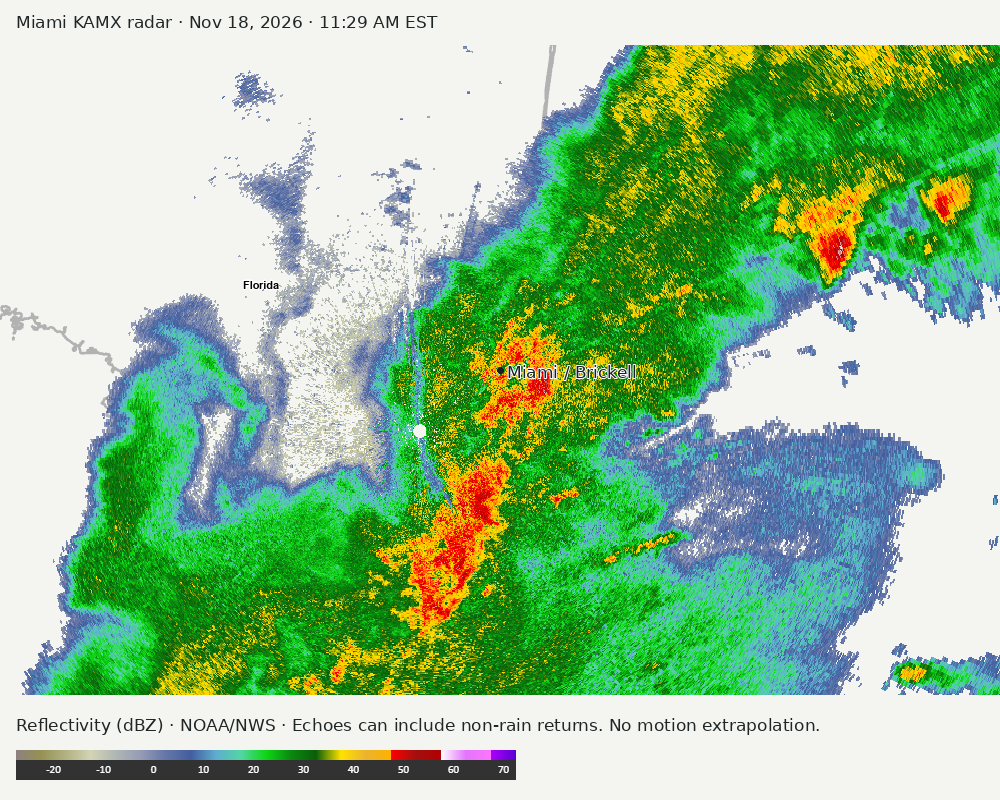 Miami KAMX radar · Nov 18, 2026 · 11:29 AM EST
Florida
Miami / Brickell
Reflectivity (dBZ) · NOAA/NWS · Echoes can include non-rain returns. No motion extrapolation.
-20 -10 0 10 20 30 40 50 60 70